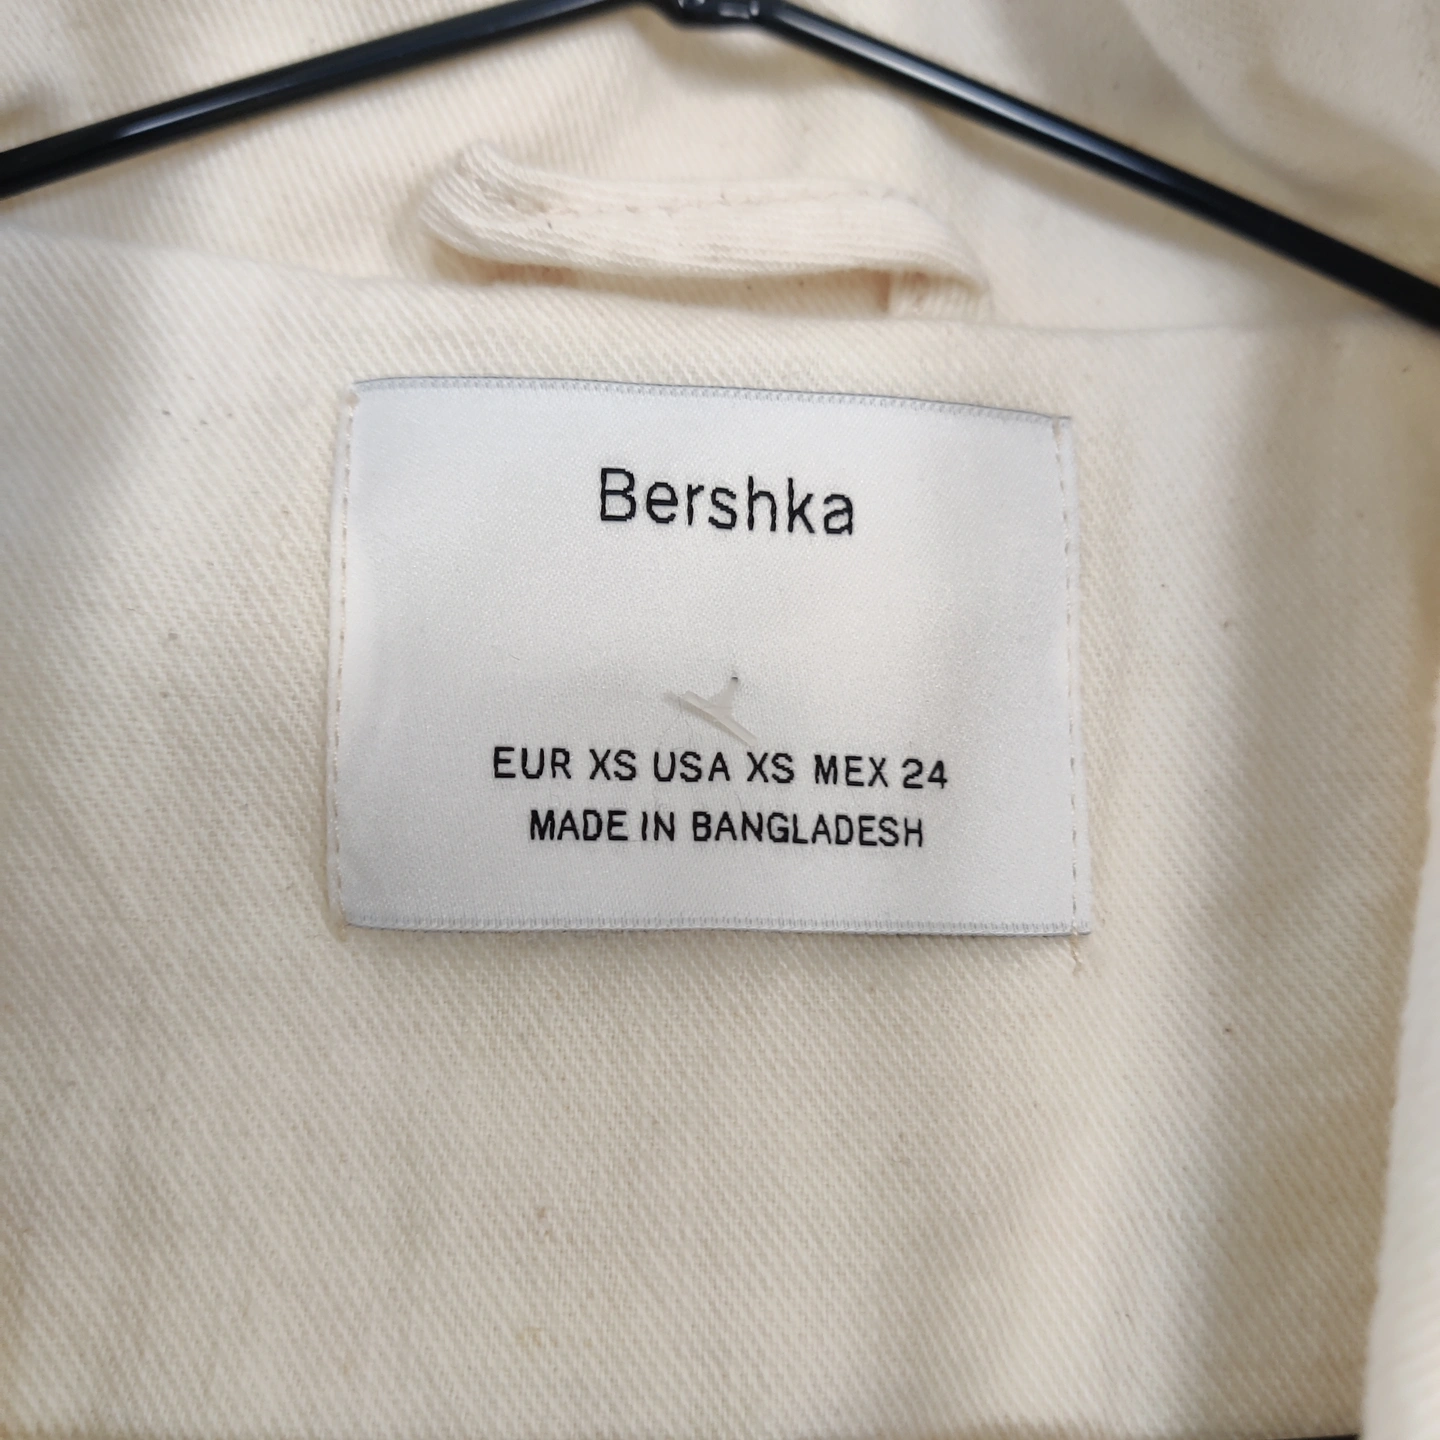 Bershka
EUR XS USA XS MEX 24
MADE IN BANGLADESH